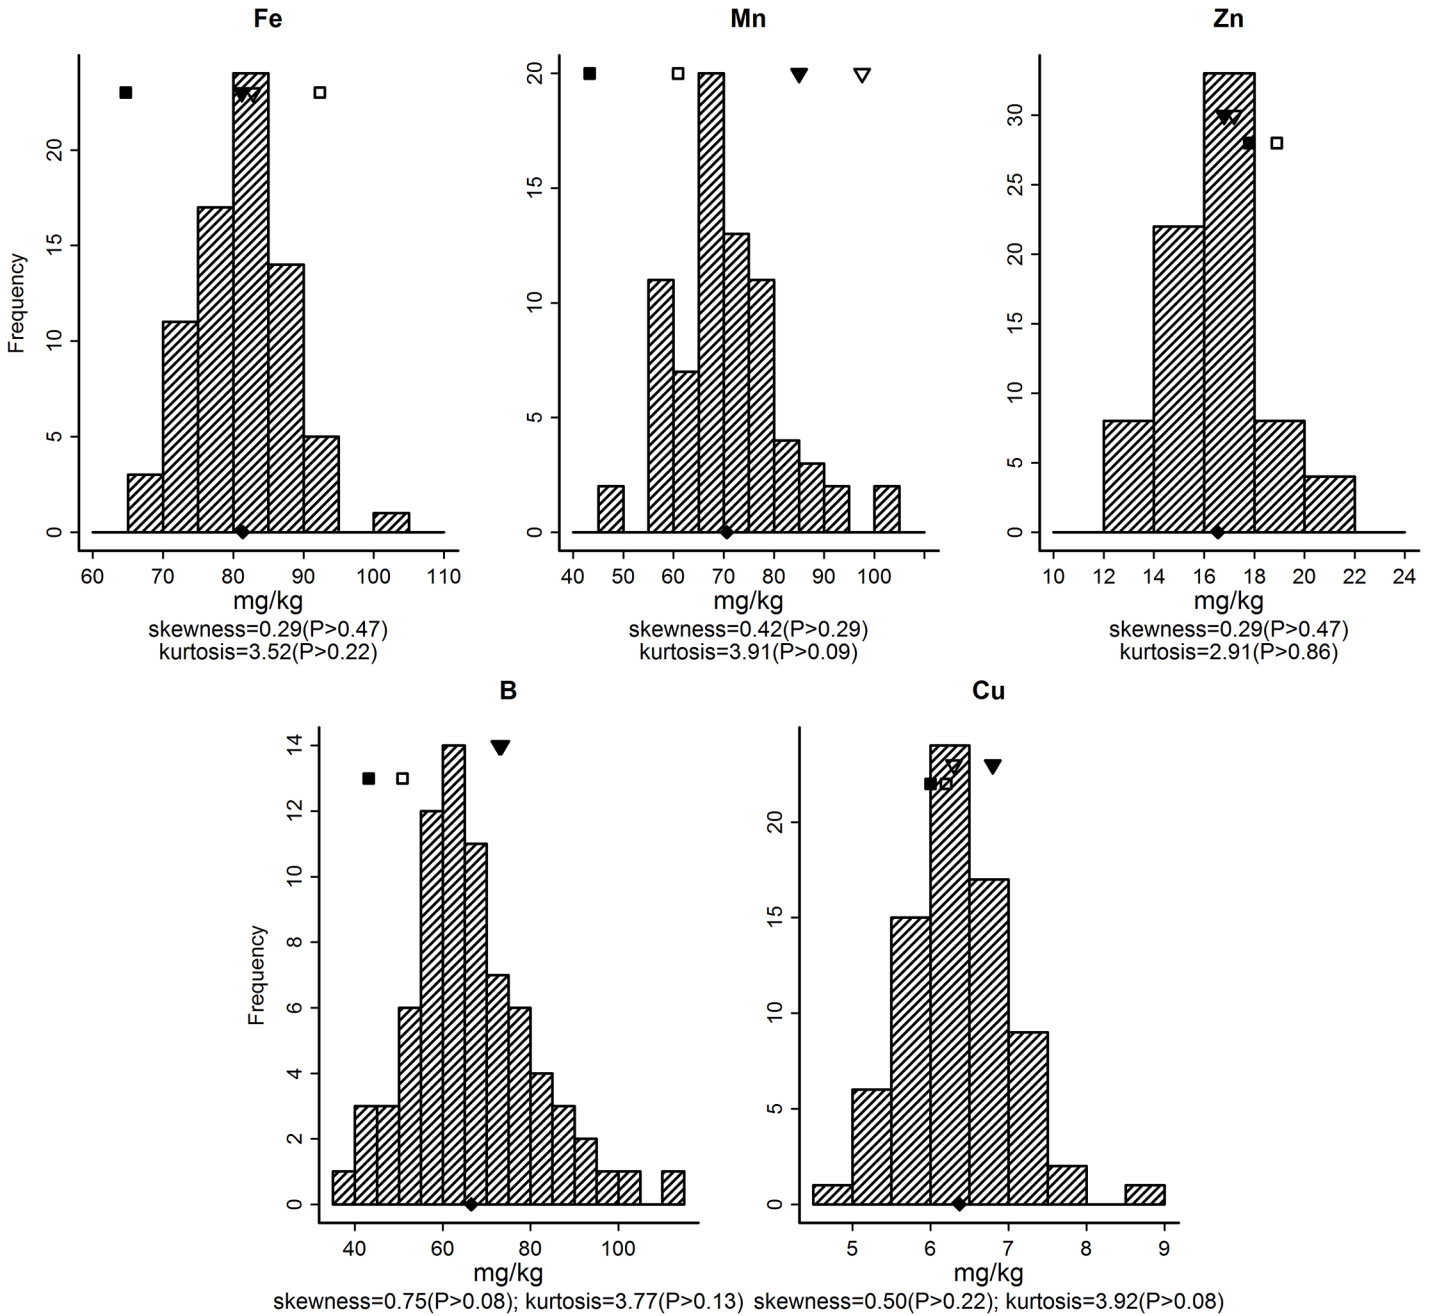 Fe Mn Zn
Frequency
0 5 10 15 20
60 70 80 90 100 110
mg/kg
skewness=0.29(P>0.47)
kurtosis=3.52(P>0.22)
0 5 10 15 20
40 50 60 70 80 90 100
mg/kg
skewness=0.42(P>0.29)
kurtosis=3.91(P>0.09)
0 5 10 15 20 25 30
10 12 14 16 18 20 22 24
mg/kg
skewness=0.29(P>0.47)
kurtosis=2.91(P>0.86)
B Cu
Frequency
0 2 4 6 8 10 12 14
40 60 80 100
mg/kg
skewness=0.75(P>0.08); kurtosis=3.77(P>0.13)
0 5 10 15 20
5 6 7 8 9
mg/kg
skewness=0.50(P>0.22); kurtosis=3.92(P>0.08)